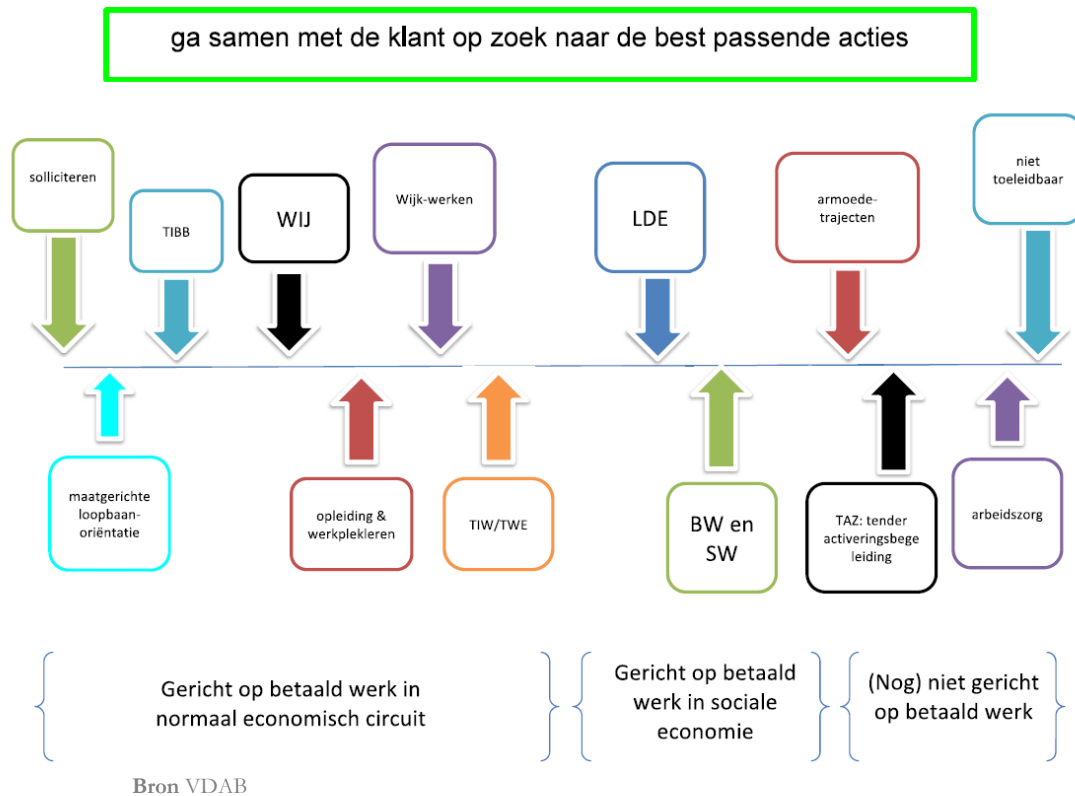 ga samen met de klant op zoek naar de best passende acties
solliciteren
TIBB
WIJ
Wijk-werken
LDE
armoede-
trajecten
niet
toeleidbaar
maatgerichte
loopbaan-
oriëntatie
opleiding &
werkplekleren
TIW/TWE
BW en
SW
TAZ: tender
activeringsbege
leiding
arbeidszorg
Gericht op betaald werk in
normaal economisch circuit
Gericht op betaald
werk in sociale
economie
(Nog) niet gericht
op betaald werk
Bron VDAB